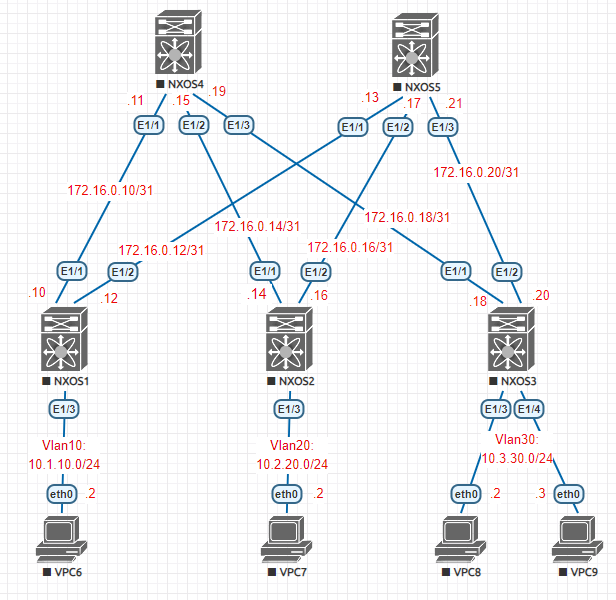 NXOS4
NXOS5
.11
.15
.19
.13
.17
.21
E1/1
E1/2
E1/3
E1/1
E1/2
E1/3
172.16.0.10/31
172.16.0.20/31
172.16.0.14/31
172.16.0.18/31
172.16.0.12/31
172.16.0.16/31
E1/1
E1/2
E1/1
E1/2
E1/1
E1/2
.10
.12
.14
.16
.18
.20
NXOS1
NXOS2
NXOS3
E1/3
E1/3
E1/3
E1/4
Vlan10:
10.1.10.0/24
Vlan20:
10.2.20.0/24
Vlan30:
10.3.30.0/24
eth0
.2
eth0
.2
eth0
.2
.3
eth0
VPC6
VPC7
VPC8
VPC9